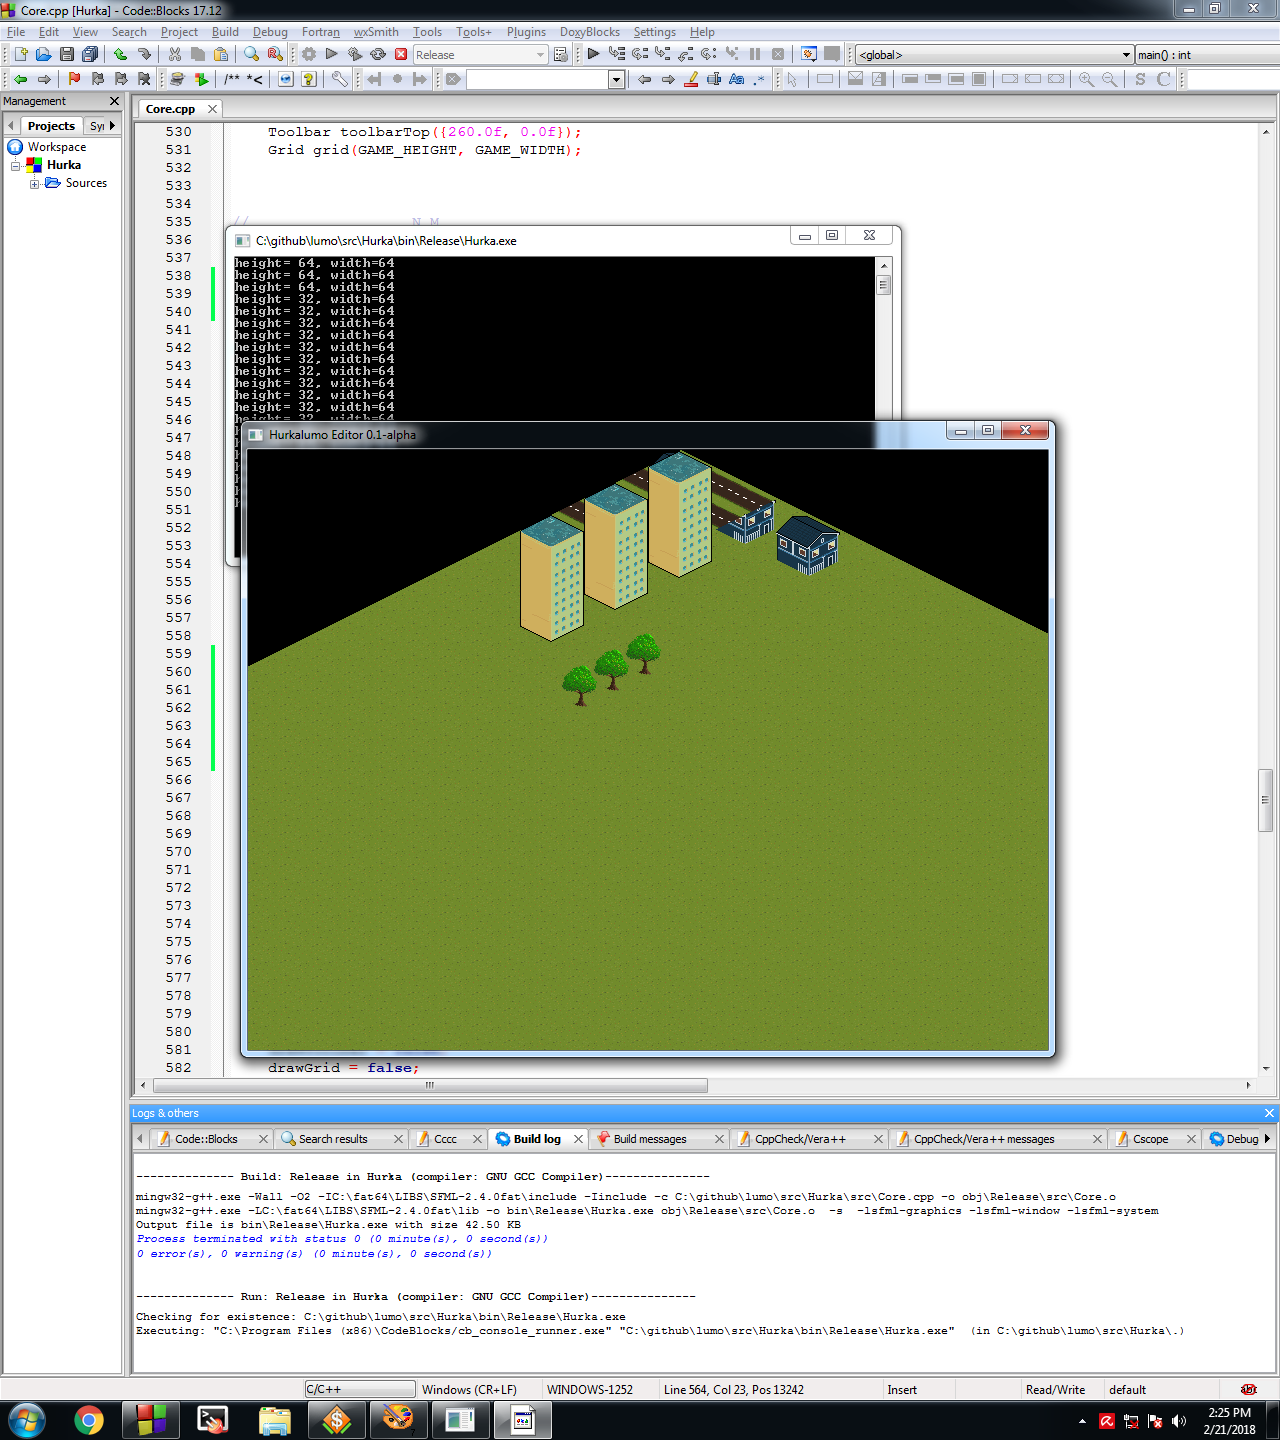 Core.cpp [Hurka] - Code::Blocks 17.12
File Edit View Search Project Build Debug Fortran wxSmith Tools Tools+ Plugins DoxyBlocks Settings Help
Release <global> main() : int
/** *< Aa .* S C
Management
Projects Sy
Workspace
Hurka
Sources
Core.cpp
530 Toolbar toolbarTop({260.0f, 0.0f});
531 Grid grid(GAME_HEIGHT, GAME_WIDTH);
532
533
534
535 // N M
536
537
538
539
540
541
542
543
544
545
546
547
548
549
550
551
552
553
554
555
556
557
558
559
560
561
562
563
564
565
566
567
568
569
570
571
572
573
574
575
576
577
578
579
580
581
582 drawGrid = false;
C:\github\lumo\src\Hurka\bin\Release\Hurka.exe
height= 64, width=64
height= 64, width=64
height= 64, width=64
height= 32, width=64
height= 32, width=64
height= 32, width=64
height= 32, width=64
height= 32, width=64
height= 32, width=64
height= 32, width=64
height= 32, width=64
height= 32, width=64
height= 32, width=64
height= 32, width=64
Hurkalumo Editor 0.1-alpha
Logs & others
Code::Blocks Search results Cccc Build log Build messages CppCheck/Vera++ CppCheck/Vera++ messages Cscope Debug
-------------- Build: Release in Hurka (compiler: GNU GCC Compiler)---------------
mingw32-g++.exe -Wall -O2 -IC:\fat64\LIBS\SFML-2.4.0fat\include -Iinclude -c C:\github\lumo\src\Hurka\src\Core.cpp -o obj\Release\src\Core.o
mingw32-g++.exe -LC:\fat64\LIBS\SFML-2.4.0fat\lib -o bin\Release\Hurka.exe obj\Release\src\Core.o -s -lsfml-graphics -lsfml-window -lsfml-system
Output file is bin\Release\Hurka.exe with size 42.50 KB
Process terminated with status 0 (0 minute(s), 0 second(s))
0 error(s), 0 warning(s) (0 minute(s), 0 second(s))
-------------- Run: Release in Hurka (compiler: GNU GCC Compiler)---------------
Checking for existence: C:\github\lumo\src\Hurka\bin\Release\Hurka.exe
Executing: "C:\Program Files (x86)\CodeBlocks/cb_console_runner.exe" "C:\github\lumo\src\Hurka\bin\Release\Hurka.exe" (in C:\github\lumo\src\Hurka\.)
C/C++ Windows (CR+LF) WINDOWS-1252 Line 564, Col 23, Pos 13242 Insert Read/Write default abc
2:25 PM
2/21/2018